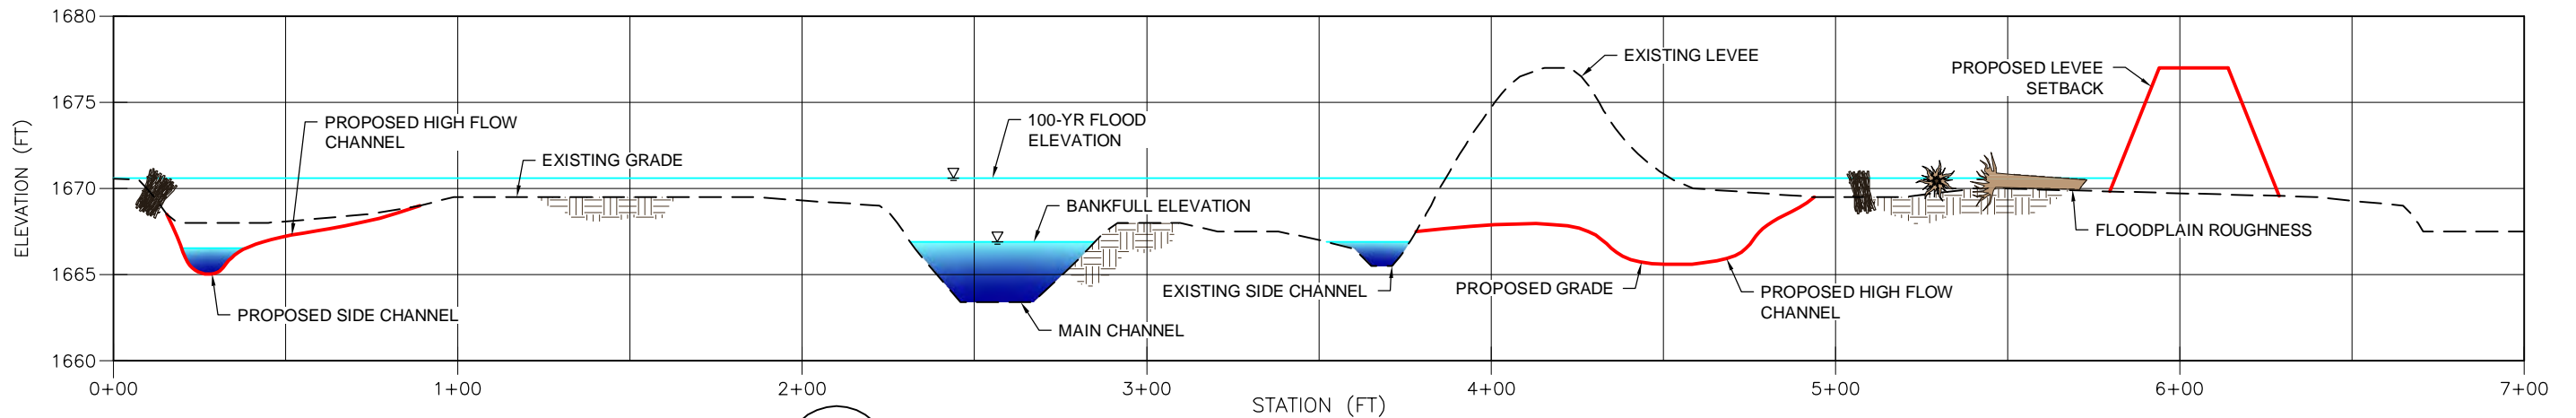 1680
1675
1670
1665
1660
ELEVATION (FT)
PROPOSED HIGH FLOW
CHANNEL
EXISTING GRADE
100-YR FLOOD
ELEVATION
BANKFULL ELEVATION
EXISTING LEVEE
PROPOSED LEVEE
SETBACK
FLOODPLAIN ROUGHNESS
PROPOSED SIDE CHANNEL
MAIN CHANNEL
EXISTING SIDE CHANNEL
PROPOSED GRADE
PROPOSED HIGH FLOW
CHANNEL
0+00
1+00
2+00
3+00
4+00
5+00
6+00
7+00
STATION (FT)